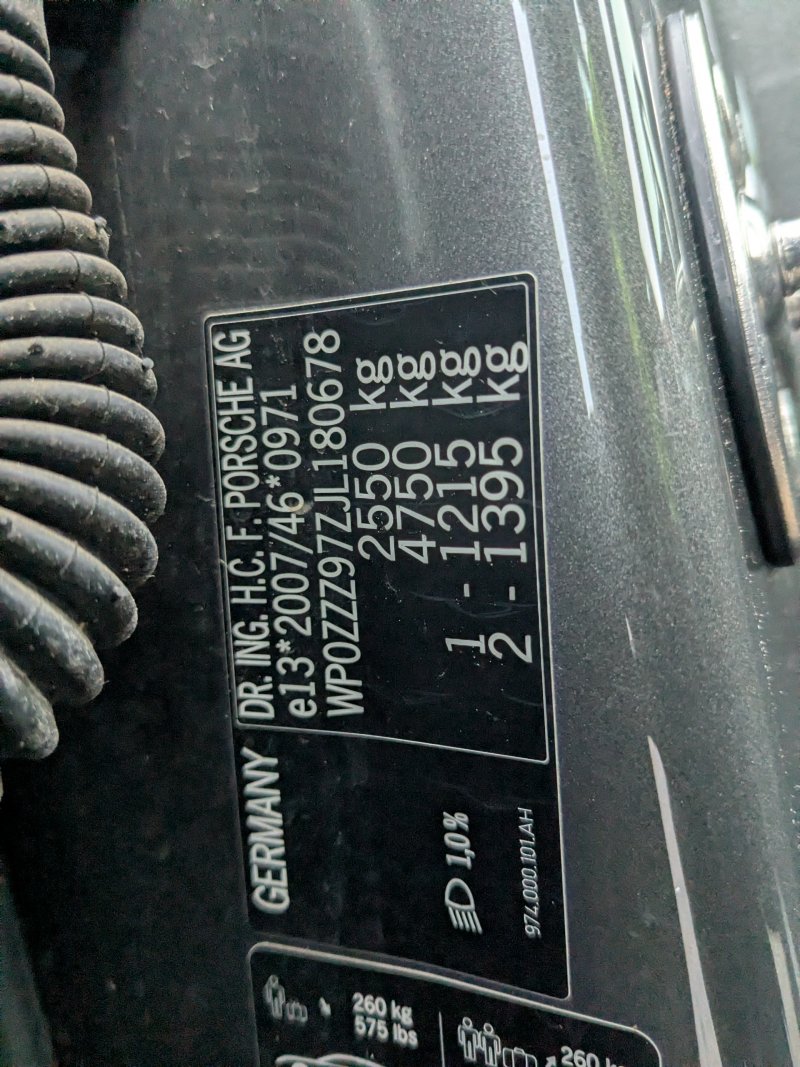 GERMANY
DR. ING. H.C. F. PORSCHE AG
e13*2007/46*0971
WP0ZZZ97ZJL180678
2550 kg
4750 kg
1 - 1215 kg
2 - 1395 kg
1,0%
974.000.101.AH
260 kg
575 lbs
260